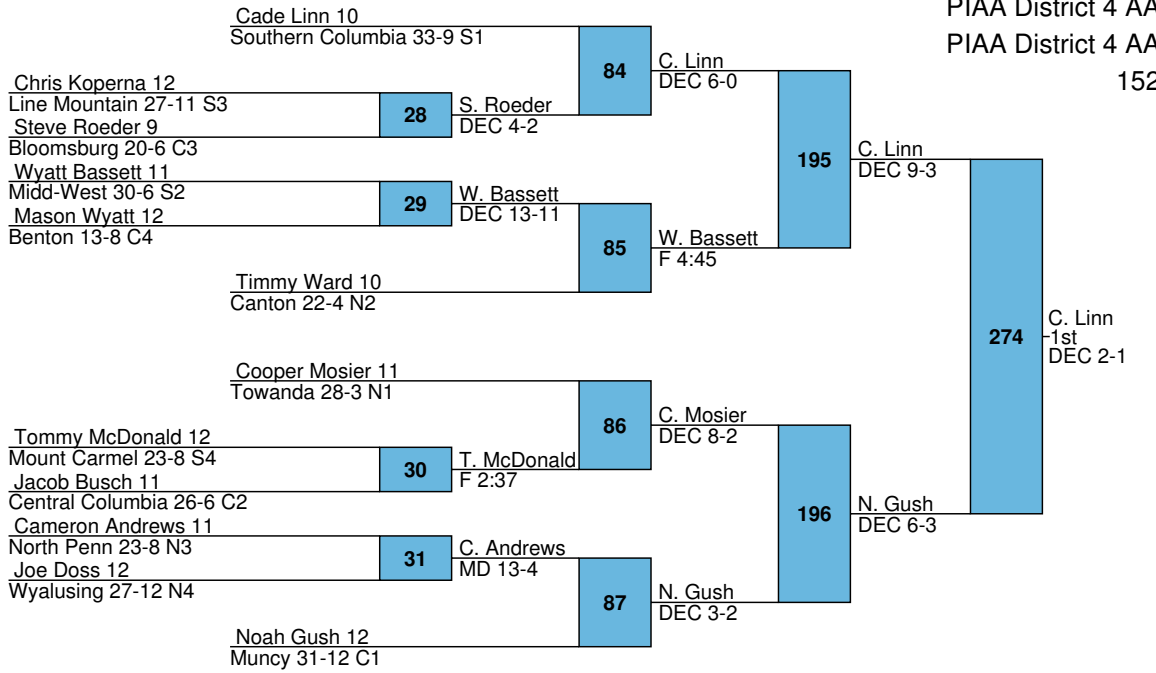 PIAA District 4 AA
PIAA District 4 AA
152
Cade Linn 10
Southern Columbia 33-9 S1
84
C. Linn
DEC 6-0
Chris Koperna 12
Line Mountain 27-11 S3
28
S. Roeder
DEC 4-2
Steve Roeder 9
Bloomsburg 20-6 C3
195
C. Linn
DEC 9-3
Wyatt Bassett 11
Midd-West 30-6 S2
29
W. Bassett
DEC 13-11
Mason Wyatt 12
Benton 13-8 C4
85
W. Bassett
F 4:45
Timmy Ward 10
Canton 22-4 N2
274
C. Linn
1st
DEC 2-1
Cooper Mosier 11
Towanda 28-3 N1
86
C. Mosier
DEC 8-2
Tommy McDonald 12
Mount Carmel 23-8 S4
30
T. McDonald
F 2:37
Jacob Busch 11
Central Columbia 26-6 C2
196
N. Gush
DEC 6-3
Cameron Andrews 11
North Penn 23-8 N3
31
C. Andrews
MD 13-4
Joe Doss 12
Wyalusing 27-12 N4
87
N. Gush
DEC 3-2
Noah Gush 12
Muncy 31-12 C1